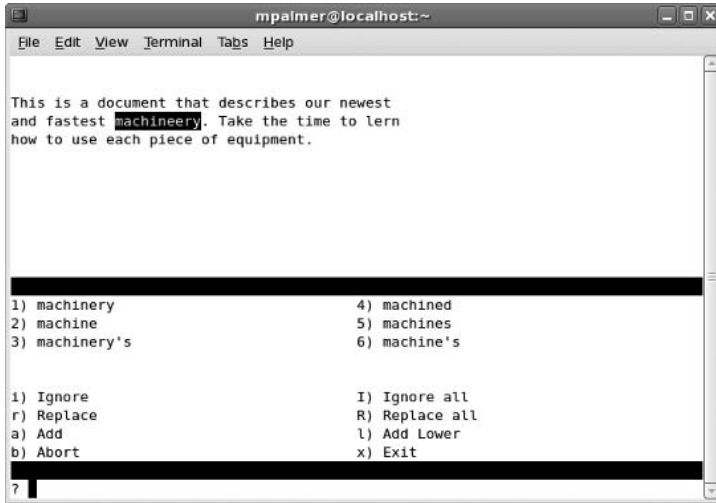 mpalmer@localhost:~
File Edit View Terminal Tabs Help
This is a document that describes our newest
and fastest machineery. Take the time to lern
how to use each piece of equipment.
1) machinery 4) machined
2) machine 5) machines
3) machinery's 6) machine's
i) Ignore I) Ignore all
r) Replace R) Replace all
a) Add l) Add Lower
b) Abort x) Exit
?